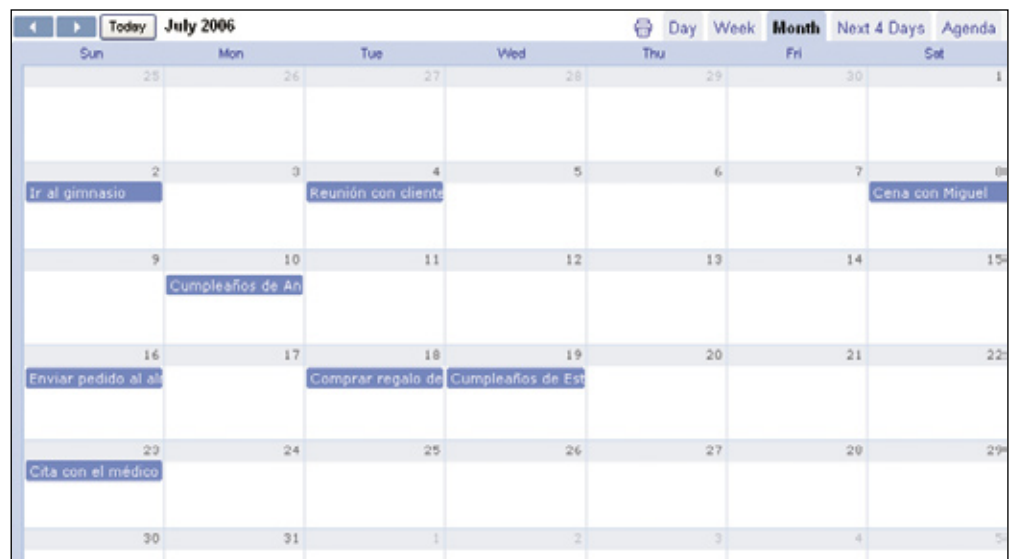 Today July 2006 Day Week Month Next 4 Days Agenda
Sun Mon Tue Wed Thu Fri Sat
25 26 27 28 29 30 1
2 3 4 5 6 7 8
Ir al gimnasio Reunión con cliente Cena con Miguel
9 10 11 12 13 14 15
Cumpleaños de An
16 17 18 19 20 21 22
Enviar pedido al Comprar regalo de Cumpleaños de Est
23 24 25 26 27 28 29
Cita con el médico
30 31 1 2 3 4 5